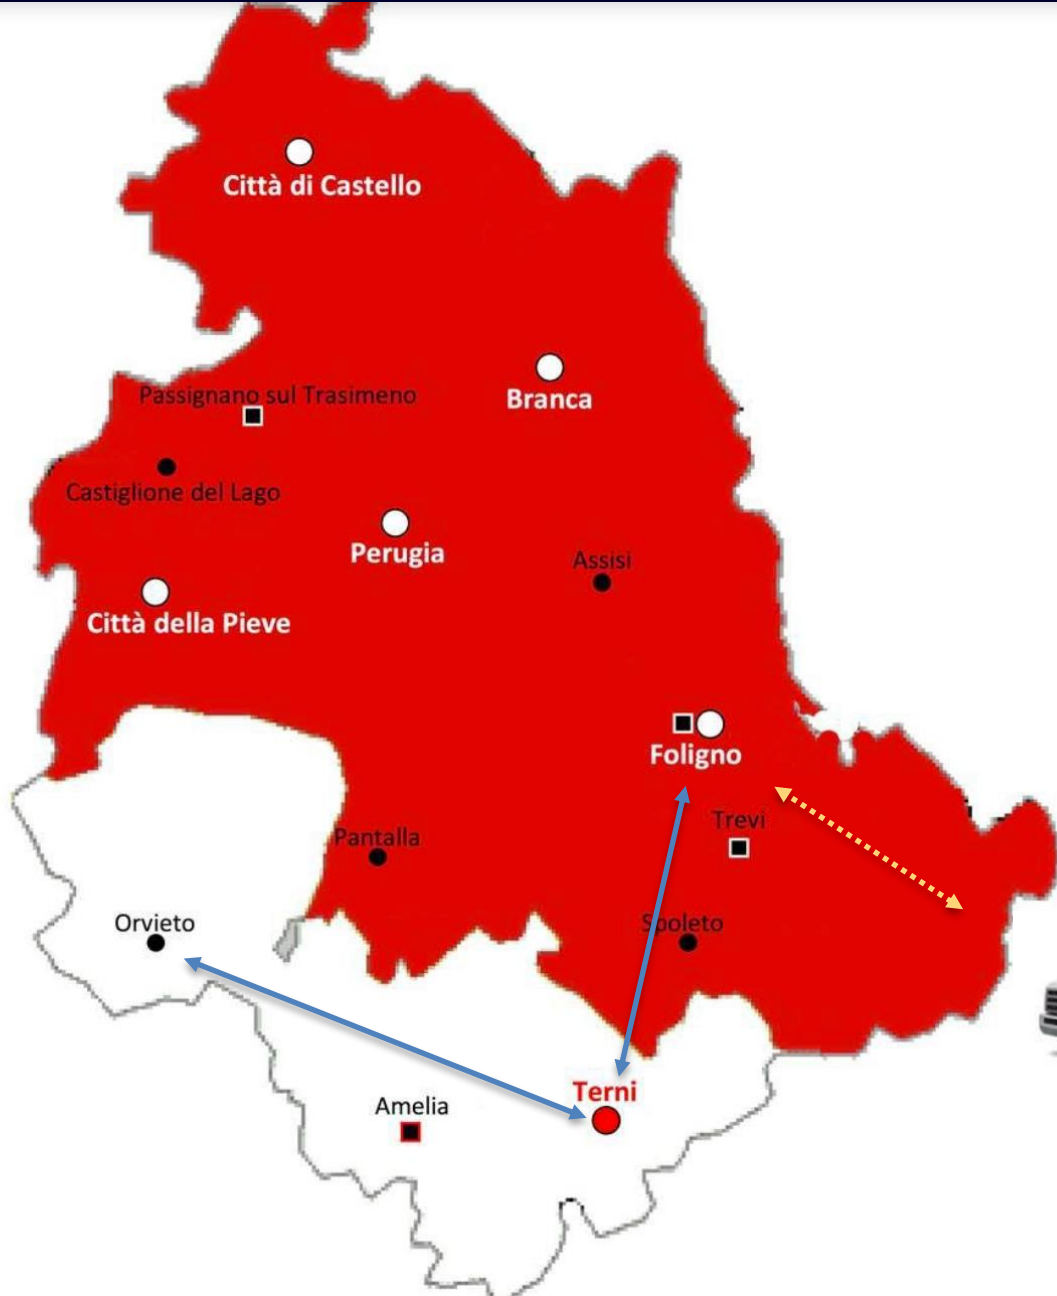 Città di Castello
Passignano sul Trasimeno
Branca
Castiglione del Lago
Perugia
Assisi
Città della Pieve
Foligno
Trevi
Pantalla
Orvieto
Spoleto
Terni
Amelia